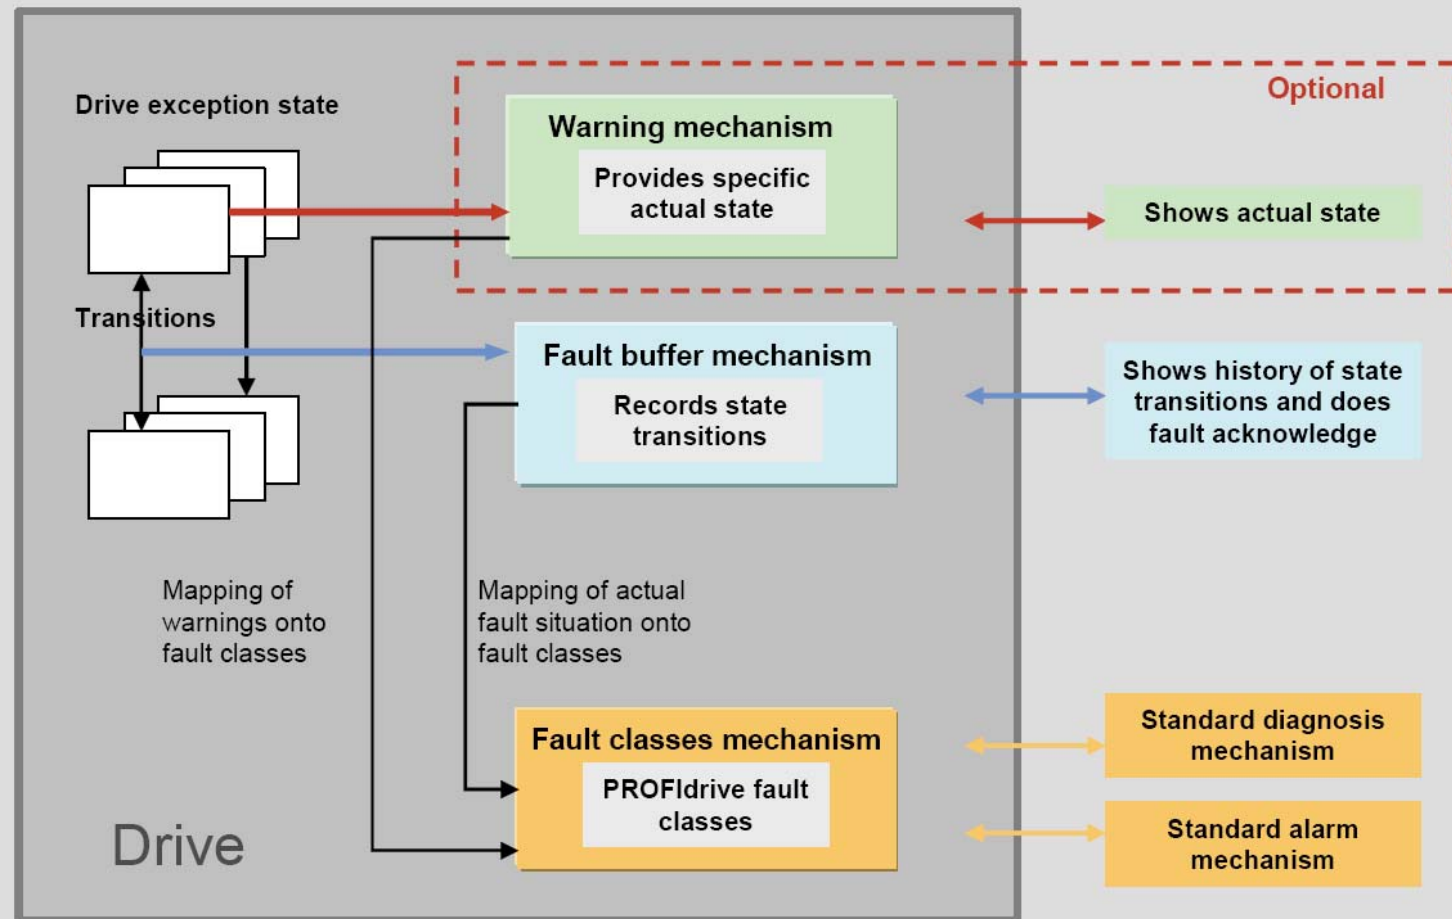 Optional
Drive exception state
Warning mechanism
Provides specific
actual state
Shows actual state
Transitions
Fault buffer mechanism
Records state
transitions
Shows history of state
transitions and does
fault acknowledge
Mapping of
warnings onto
fault classes
Mapping of actual
fault situation onto
fault classes
Fault classes mechanism
PROFIdrive fault
classes
Standard diagnosis
mechanism
Standard alarm
mechanism
Drive